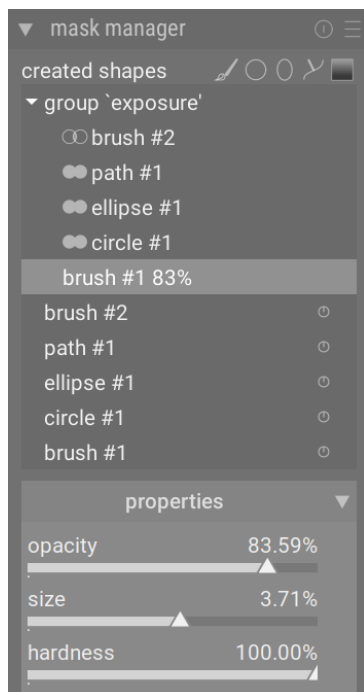 mask manager
created shapes
group `exposure'
brush #2
path #1
ellipse #1
circle #1
brush #1 83%
brush #2
path #1
ellipse #1
circle #1
brush #1
properties
opacity 83.59%
size 3.71%
hardness 100.00%